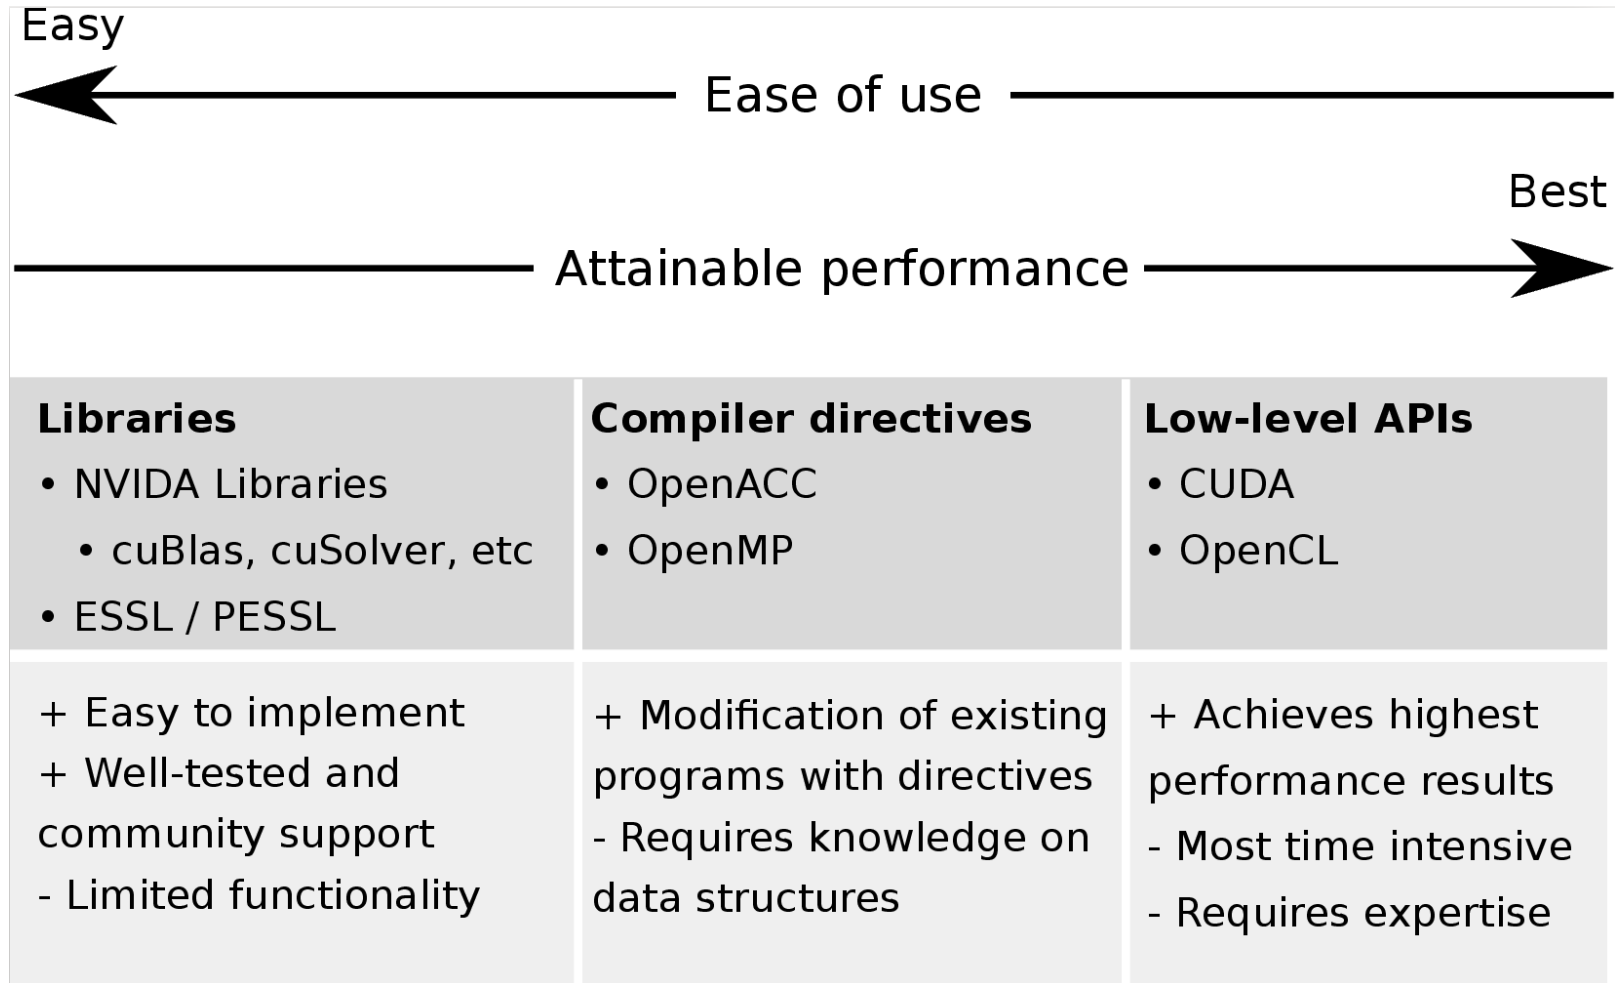 Easy
Ease of use
Best
Attainable performance
Libraries
• NVIDA Libraries
• cuBlas, cuSolver, etc
• ESSL / PESSL
Compiler directives
• OpenACC
• OpenMP
Low-level APIs
• CUDA
• OpenCL
+ Easy to implement
+ Well-tested and
community support
- Limited functionality
+ Modification of existing
programs with directives
- Requires knowledge on
data structures
+ Achieves highest
performance results
- Most time intensive
- Requires expertise